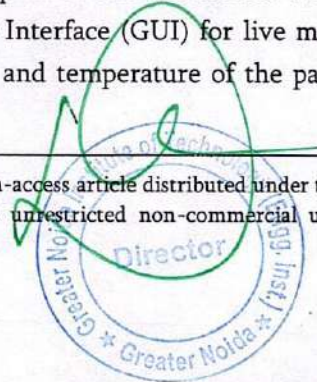 Interface (GUI) for live m
and temperature of the pa
-access article distributed under t
unrestricted non-commercial u
Greater Noida Institute of Technology (Engg. Inst.)
Director
* Greater Noida *